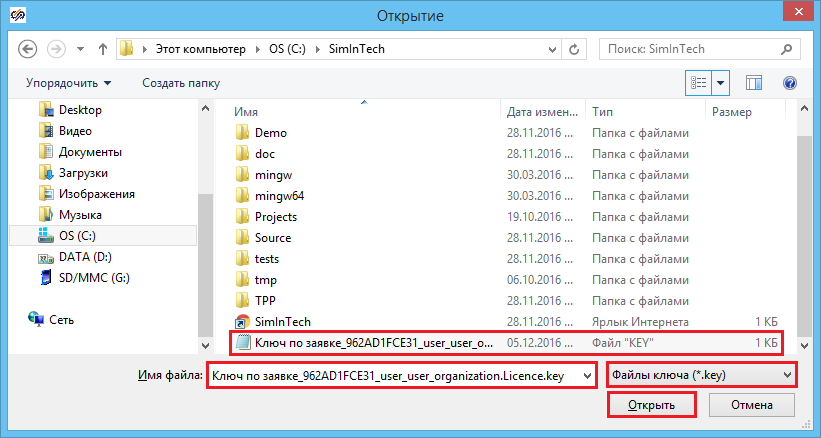 Открытие
Этот компьютер OS (C:) SimInTech Поиск: SimInTech
Упорядочить Создать папку
Имя Дата измен... Тип Размер
Desktop
Видео
Документы
Загрузки
Изображения
Музыка
OS (C:)
DATA (D:)
SD/MMC (G:)
Сеть
Demo 28.11.2016 ... Папка с файлами
doc 28.11.2016 ... Папка с файлами
mingw 30.03.2016 ... Папка с файлами
mingw64 30.03.2016 ... Папка с файлами
Projects 19.10.2016 ... Папка с файлами
Source 28.11.2016 ... Папка с файлами
tests 28.11.2016 ... Папка с файлами
tmp 06.10.2016 ... Папка с файлами
TPP 28.11.2016 ... Папка с файлами
SimInTech 28.11.2016 ... Ярлык Интернета 1 КБ
Ключ по заявке_962AD1FCE31_user_user_o... 05.12.2016 ... Файл "KEY" 1 КБ
Имя файла: Ключ по заявке_962AD1FCE31_user_user_organization.Licence.key Файлы ключа (*.key)
Открыть Отмена